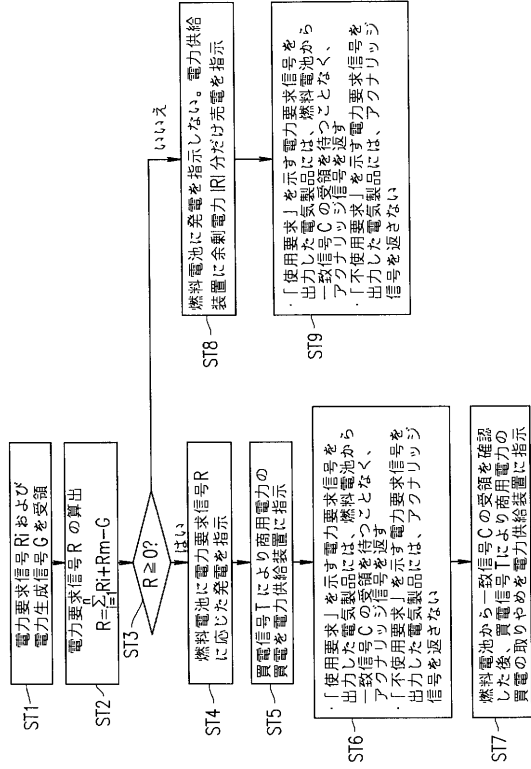 ST1
電力要求信号Riおよび
電力生成信号Gを受領
ST2
電力要求信号Rの算出
R=∑ⁿᵢ₌₁Ri+Rm−G
ST3
R≧0?
はい
いいえ
ST4
燃料電池に電力要求信号R
に応じた発電を指示
ST5
買電信号Tにより商用電力の
買電を電力供給装置に指示
ST6
・「使用要求」を示す電力要求信号を
出力した電気製品には、燃料電池から
一致信号Cの受領を待つことなく、
アクナリッジ信号を返す
・「不使用要求」を示す電力要求信号を
出力した電気製品には、アクナリッジ
信号を返さない
ST7
燃料電池から一致信号Cの受領を確認
した後、買電信号Tにより商用電力の
買電の取りやめを電力供給装置に指示
ST8
燃料電池に発電を指示しない。電力供給
装置に余剰電力|R|分だけ売電を指示
ST9
・「使用要求」を示す電力要求信号を
出力した電気製品には、燃料電池から
一致信号Cの受領を待つことなく、
アクナリッジ信号を返す
・「不使用要求」を示す電力要求信号を
出力した電気製品には、アクナリッジ
信号を返さない